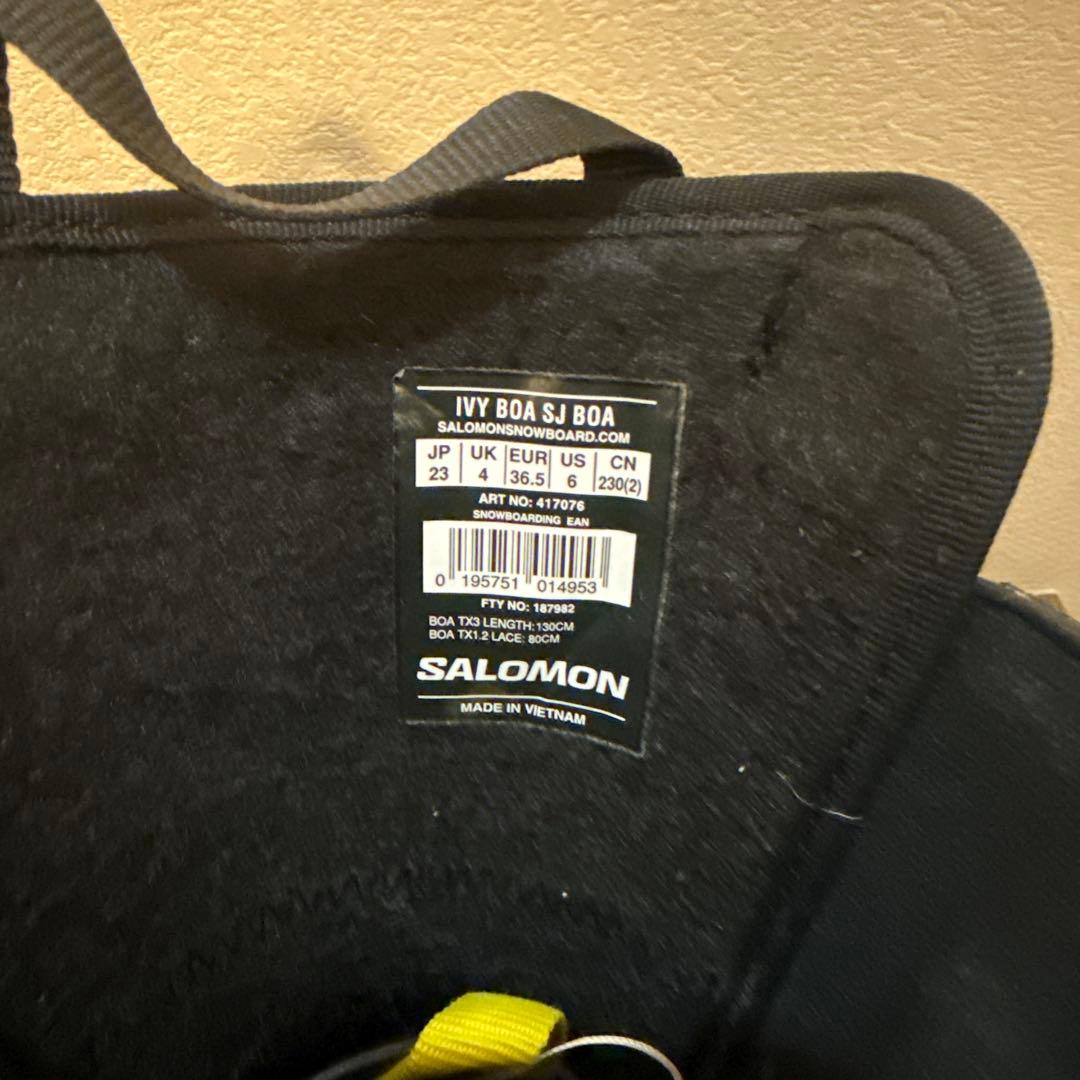 IVY BOA SJ BOA
SALOMONSNOWBOARD.COM
JP UK EUR US CN
23 4 36.5 6 230(2)
ART NO: 417076
SNOWBOARDING EAN
0 195751 014953
FTY NO: 187982
BOA TX3 LENGTH:130CM
BOA TX1.2 LACE: 80CM
SALOMON
MADE IN VIETNAM